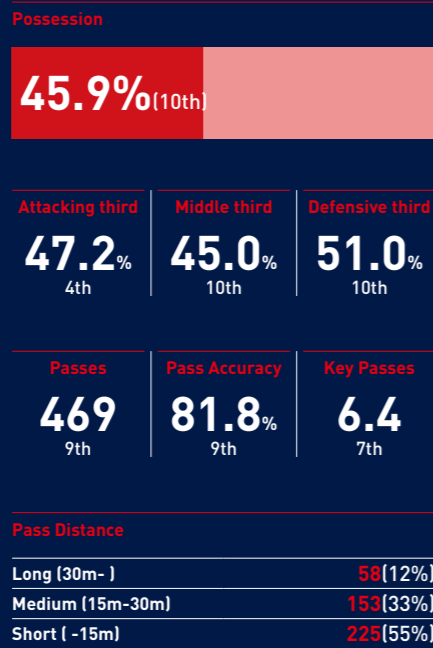 Possession
45.9%(10th)
Attacking third Middle third Defensive third
47.2% 45.0% 51.0%
4th 10th 10th
Passes Pass Accuracy Key Passes
469 81.8% 6.4
9th 9th 7th
Pass Distance
Long (30m- ) 58(12%)
Medium (15m-30m) 153(33%)
Short ( -15m) 225(55%)